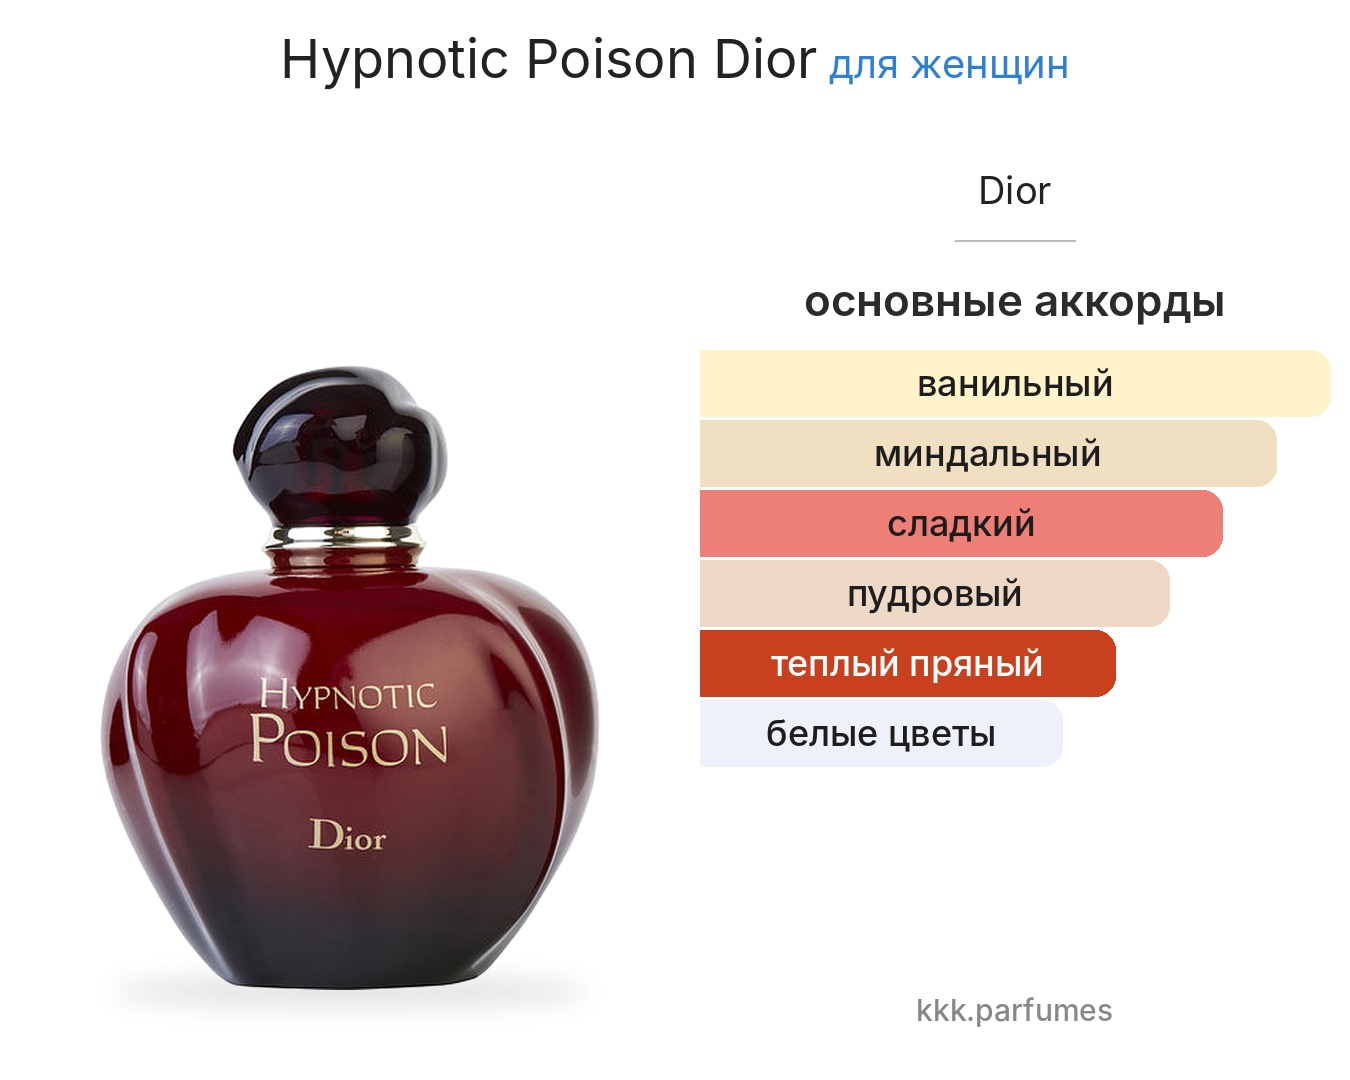 Hypnotic Poison Dior для женщин
Dior
основные аккорды
ванильный
миндальный
сладкий
пудровый
теплый пряный
белые цветы
HYPNOTIC
POISON
Dior
kkk.parfumes